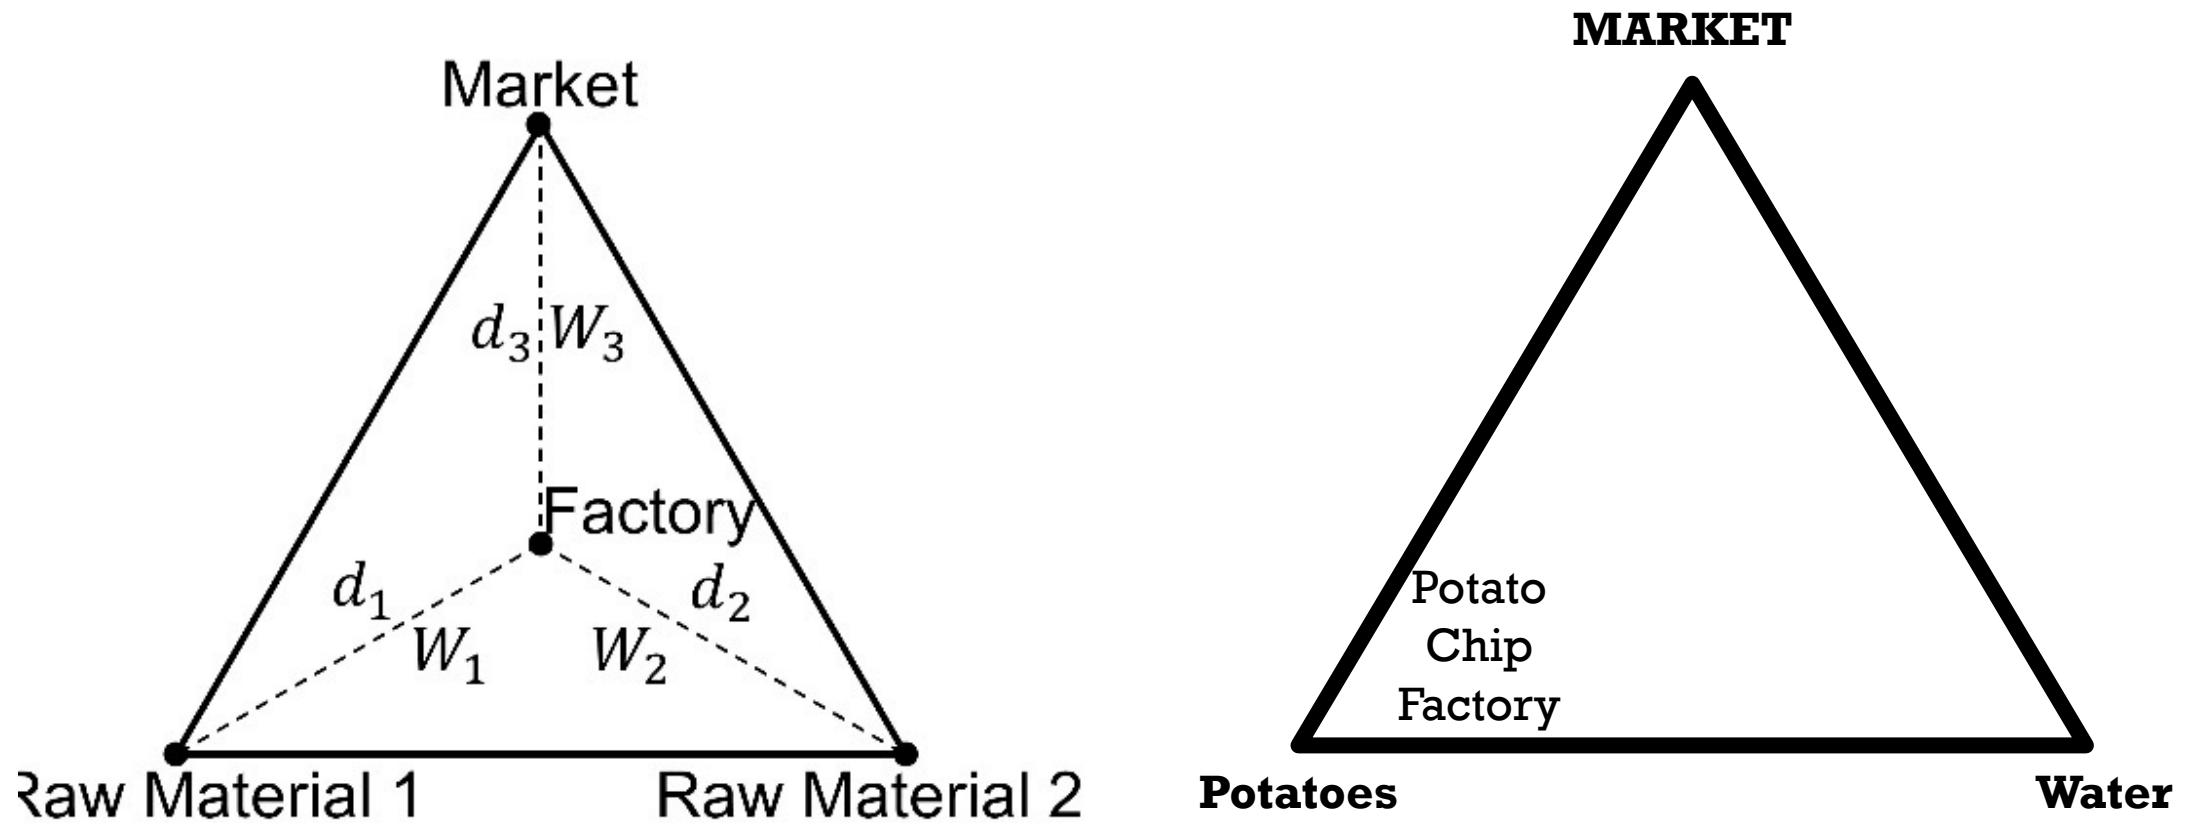 Market
d₃ W₃
Factory
d₁
d₂
W₁
W₂
Raw Material 1
Raw Material 2
MARKET
Potato
Chip
Factory
Potatoes
Water